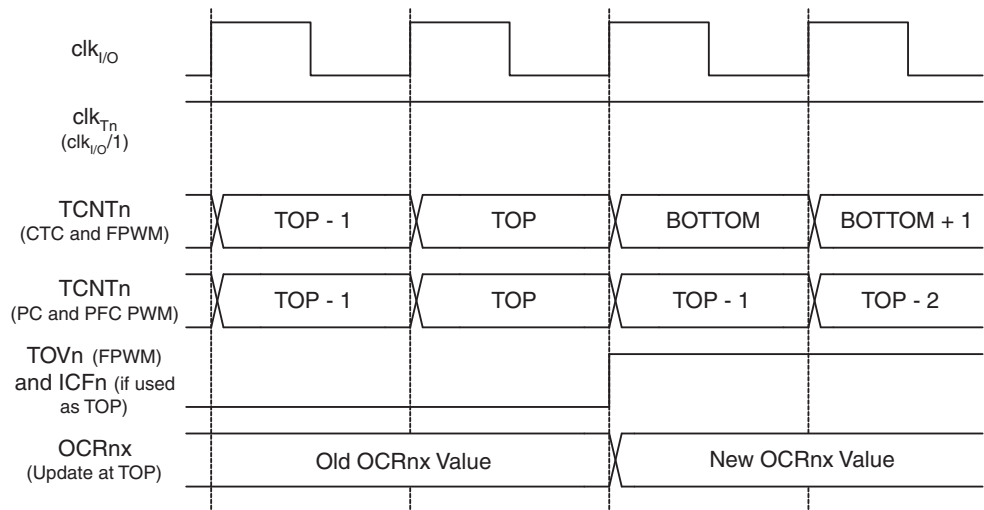 clkI/O
clkTn
(clkI/O/1)
TCNTn
(CTC and FPWM)
TOP - 1
TOP
BOTTOM
BOTTOM + 1
TCNTn
(PC and PFC PWM)
TOP - 1
TOP
TOP - 1
TOP - 2
TOVn (FPWM)
and ICFn (if used
as TOP)
OCRnx
(Update at TOP)
Old OCRnx Value
New OCRnx Value